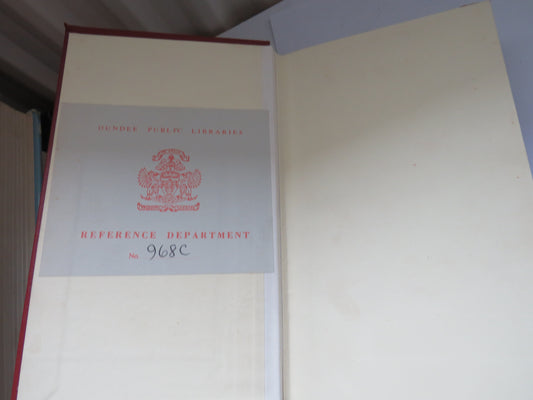 DUNDEE PUBLIC LIBRARIES
REFERENCE DEPARTMENT
No. 968C